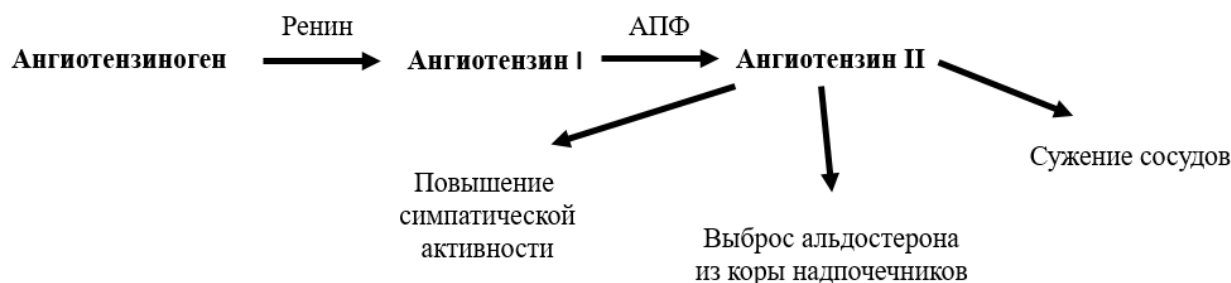 Ренин
АПФ
Ангиотензиноген
Ангиотензин I
Ангиотензин II
Сужение сосудов
Повышение
симпатической
активности
Выброс альдостерона
из коры надпочечников